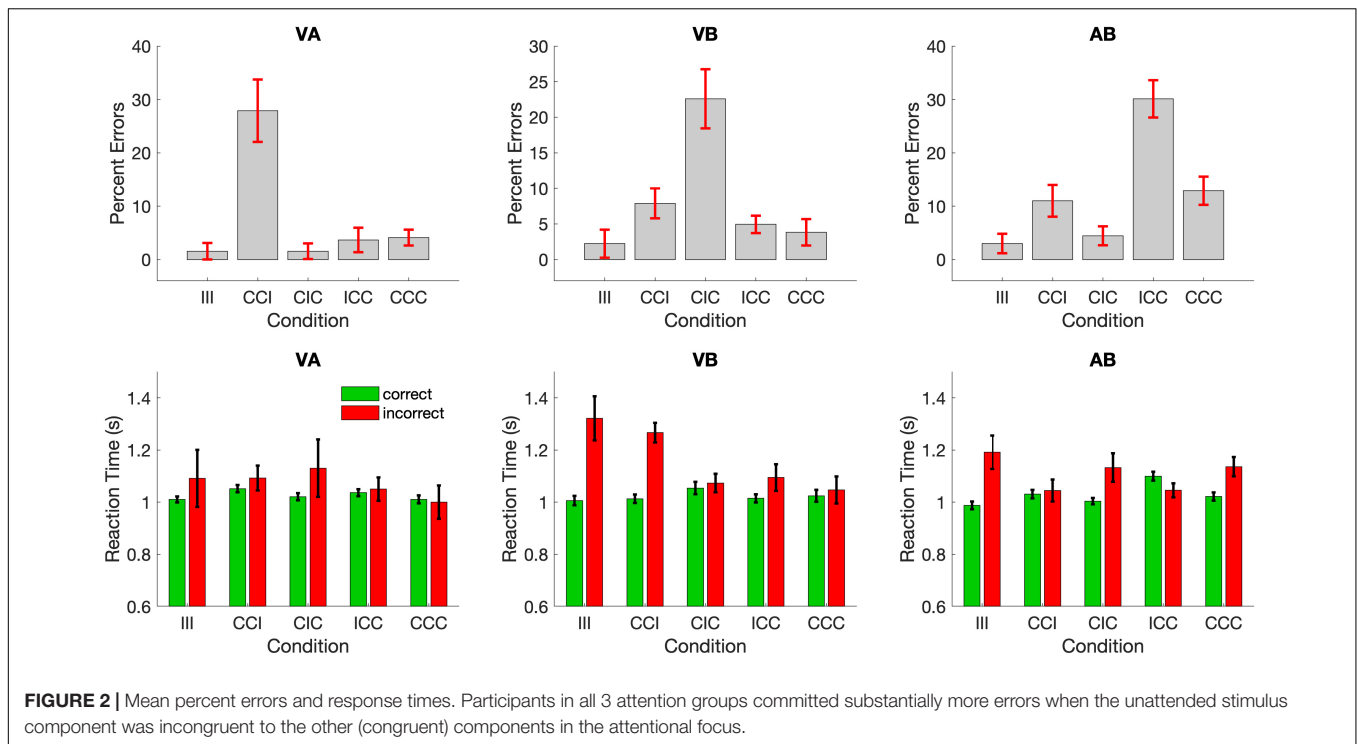 VA
VB
AB
40
30
20
10
0
Percent Errors
III CCI CIC ICC CCC
Condition
30
25
20
15
10
5
0
Percent Errors
III CCI CIC ICC CCC
Condition
40
30
20
10
0
Percent Errors
III CCI CIC ICC CCC
Condition
VA
VB
AB
1.4
1.2
1
0.8
0.6
Reaction Time (s)
correct
incorrect
III CCI CIC ICC CCC
Condition
1.4
1.2
1
0.8
0.6
Reaction Time (s)
III CCI CIC ICC CCC
Condition
1.4
1.2
1
0.8
0.6
Reaction Time (s)
III CCI CIC ICC CCC
Condition
FIGURE 2 | Mean percent errors and response times. Participants in all 3 attention groups committed substantially more errors when the unattended stimulus
component was incongruent to the other (congruent) components in the attentional focus.